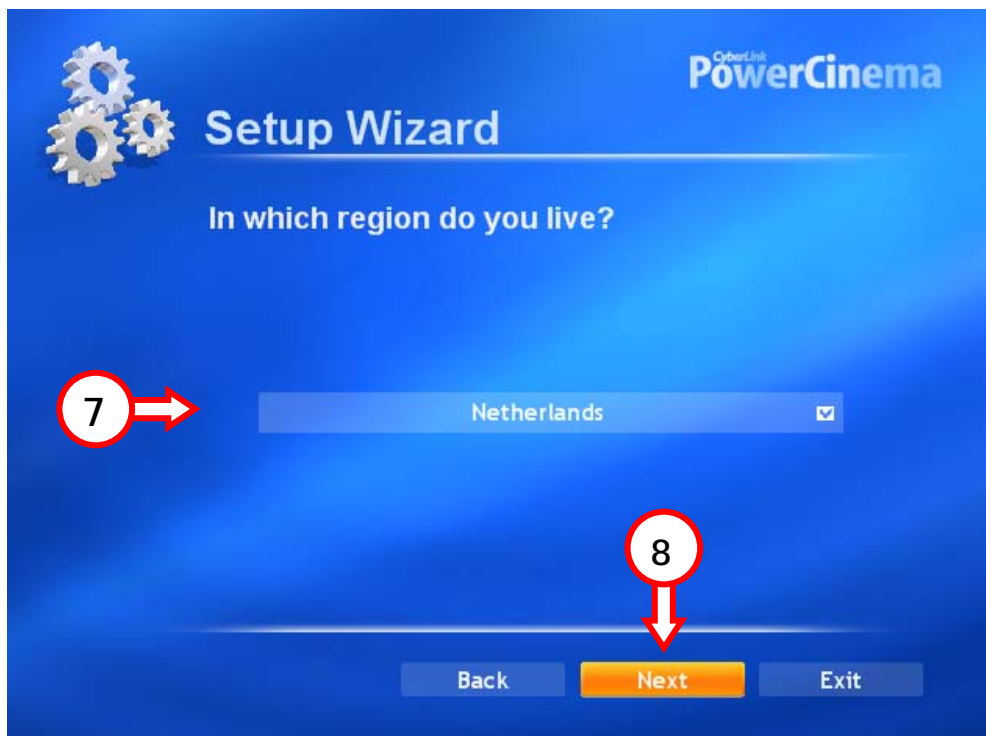 CyberLink
PowerCinema
Setup Wizard
In which region do you live?
7
Netherlands
8
Back Next Exit